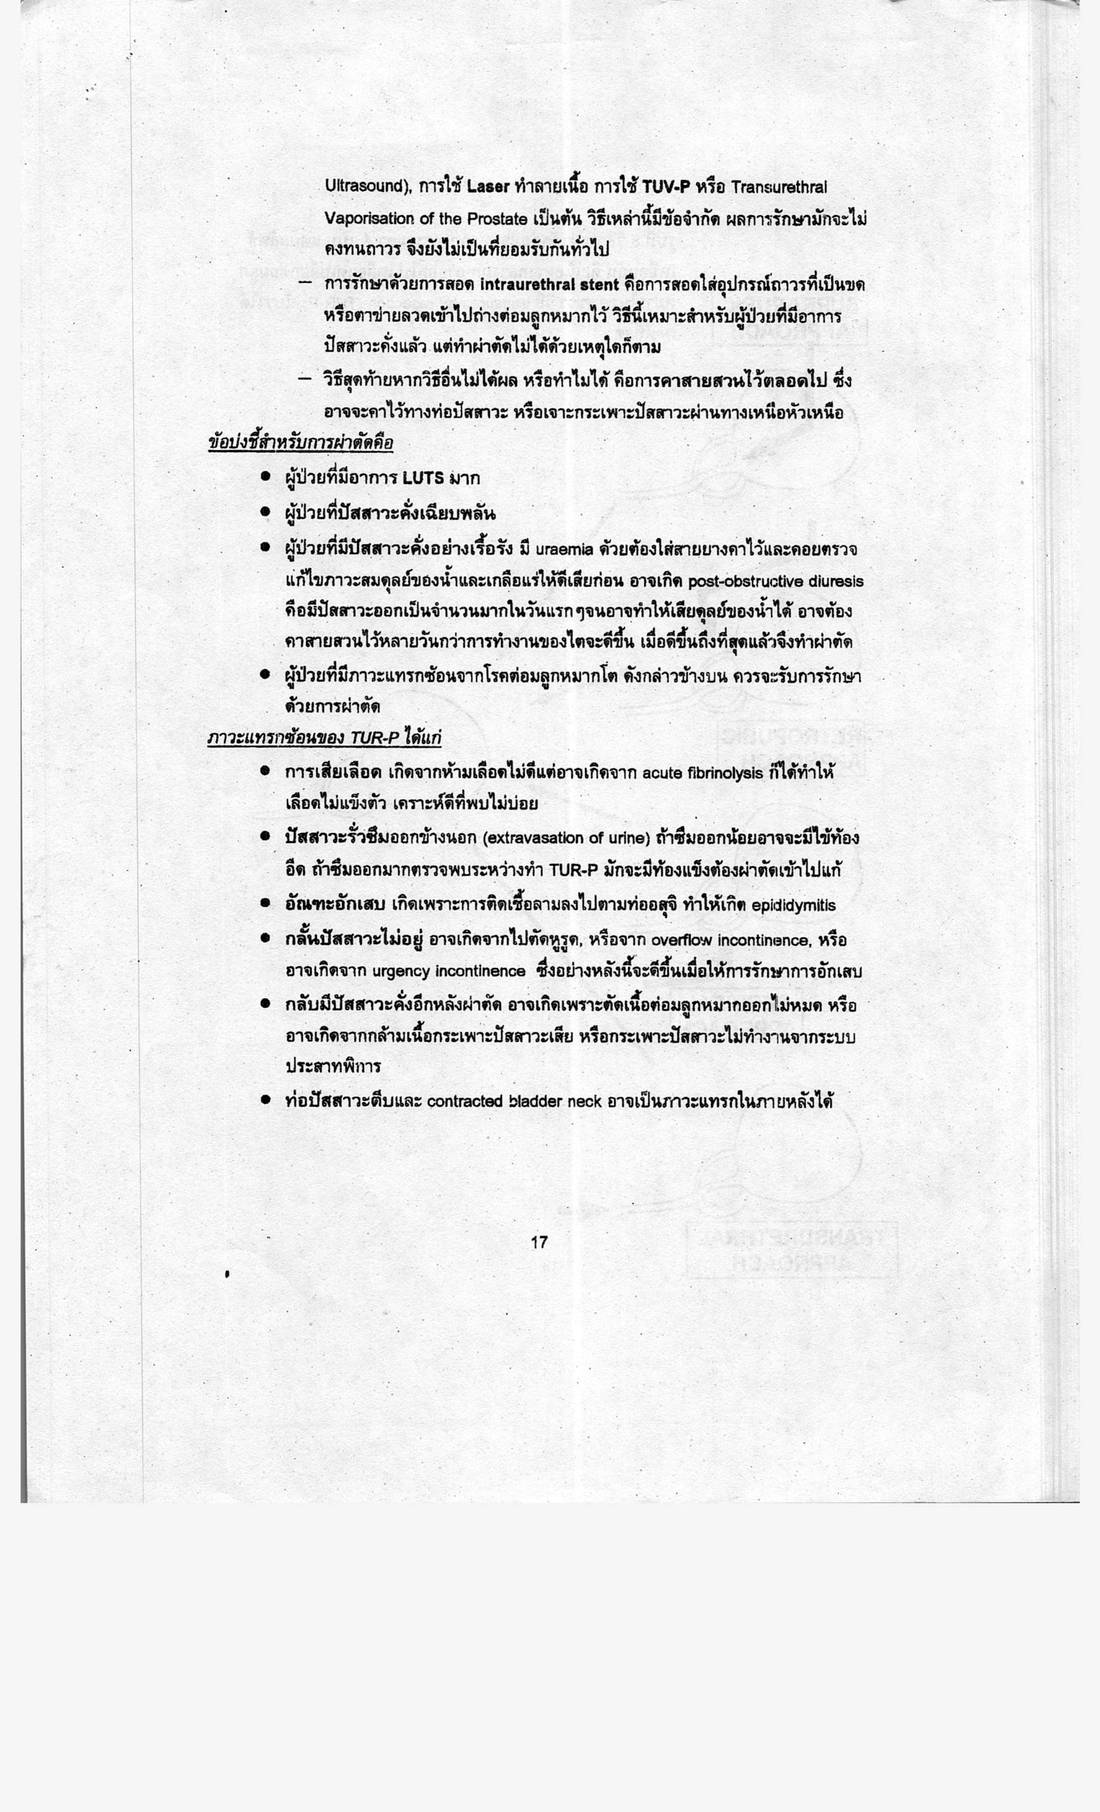 Ultrasound), การใช้ Laser ทำลายเนื้อ การใช้ TUV-P หรือ Transurethral
Vaporisation of the Prostate เป็นต้น วิธีเหล่านี้มีข้อจำกัด ผลการรักษามักจะไม่
คงทนถาวร จึงยังไม่เป็นที่ยอมรับกันทั่วไป
– การรักษาด้วยการสอด intraurethral stent คือการสอดใส่อุปกรณ์ถาวรที่เป็นขด
หรือตาข่ายลวดเข้าไปถ่างต่อมลูกหมากไว้ วิธีนี้เหมาะสำหรับผู้ป่วยที่มีอาการ
ปัสสาวะคั่งแล้ว แต่ทำผ่าตัดไม่ได้ด้วยเหตุใดก็ตาม
– วิธีสุดท้ายหากวิธีอื่นไม่ได้ผล หรือทำไม่ได้ คือการคาสายสวนไว้ตลอดไป ซึ่ง
อาจจะคาไว้ทางท่อปัสสาวะ หรือเจาะกระเพาะปัสสาวะผ่านทางเหนือหัวเหน่า
ข้อบ่งชี้สำหรับการผ่าตัดคือ
● ผู้ป่วยที่มีอาการ LUTS มาก
● ผู้ป่วยที่ปัสสาวะคั่งเฉียบพลัน
● ผู้ป่วยที่มีปัสสาวะคั่งอย่างเรื้อรัง มี uraemia ด้วยต้องใส่สายยางคาไว้และคอยตรวจ
แก้ไขภาวะสมดุลย์ของน้ำและเกลือแร่ให้ดีเสียก่อน อาจเกิด post-obstructive diuresis
คือมีปัสสาวะออกเป็นจำนวนมากในวันแรกๆจนอาจทำให้เสียดุลย์ของน้ำได้ อาจต้อง
คาสายสวนไว้หลายวันกว่าการทำงานของไตจะดีขึ้น เมื่อดีขึ้นถึงที่สุดแล้วจึงทำผ่าตัด
● ผู้ป่วยที่มีภาวะแทรกซ้อนจากโรคต่อมลูกหมากโต ดังกล่าวข้างบน ควรจะรับการรักษา
ด้วยการผ่าตัด
ภาวะแทรกซ้อนของ TUR-P ได้แก่
● การเสียเลือด เกิดจากห้ามเลือดไม่ดีแต่อาจเกิดจาก acute fibrinolysis ก็ได้ทำให้
เลือดไม่แข็งตัว เคราะห์ดีที่พบไม่บ่อย
● ปัสสาวะรั่วซึมออกข้างนอก (extravasation of urine) ถ้าซึมออกน้อยอาจจะมีไข้ท้อง
อืด ถ้าซึมออกมากตรวจพบระหว่างทำ TUR-P มักจะมีท้องแข็งต้องผ่าตัดเข้าไปแก้
● อัณฑะอักเสบ เกิดเพราะการติดเชื้อลามลงไปตามท่ออสุจิ ทำให้เกิด epididymitis
● กลั้นปัสสาวะไม่อยู่ อาจเกิดจากไปตัดหูรูด, หรือจาก overflow incontinence, หรือ
อาจเกิดจาก urgency incontinence ซึ่งอย่างหลังนี้จะดีขึ้นเมื่อให้การรักษาการอักเสบ
● กลับมีปัสสาวะคั่งอีกหลังผ่าตัด อาจเกิดเพราะตัดเนื้อต่อมลูกหมากออกไม่หมด หรือ
อาจเกิดจากกล้ามเนื้อกระเพาะปัสสาวะเสีย หรือกระเพาะปัสสาวะไม่ทำงานจากระบบ
ประสาทพิการ
● ท่อปัสสาวะตีบและ contracted bladder neck อาจเป็นภาวะแทรกในภายหลังได้
17